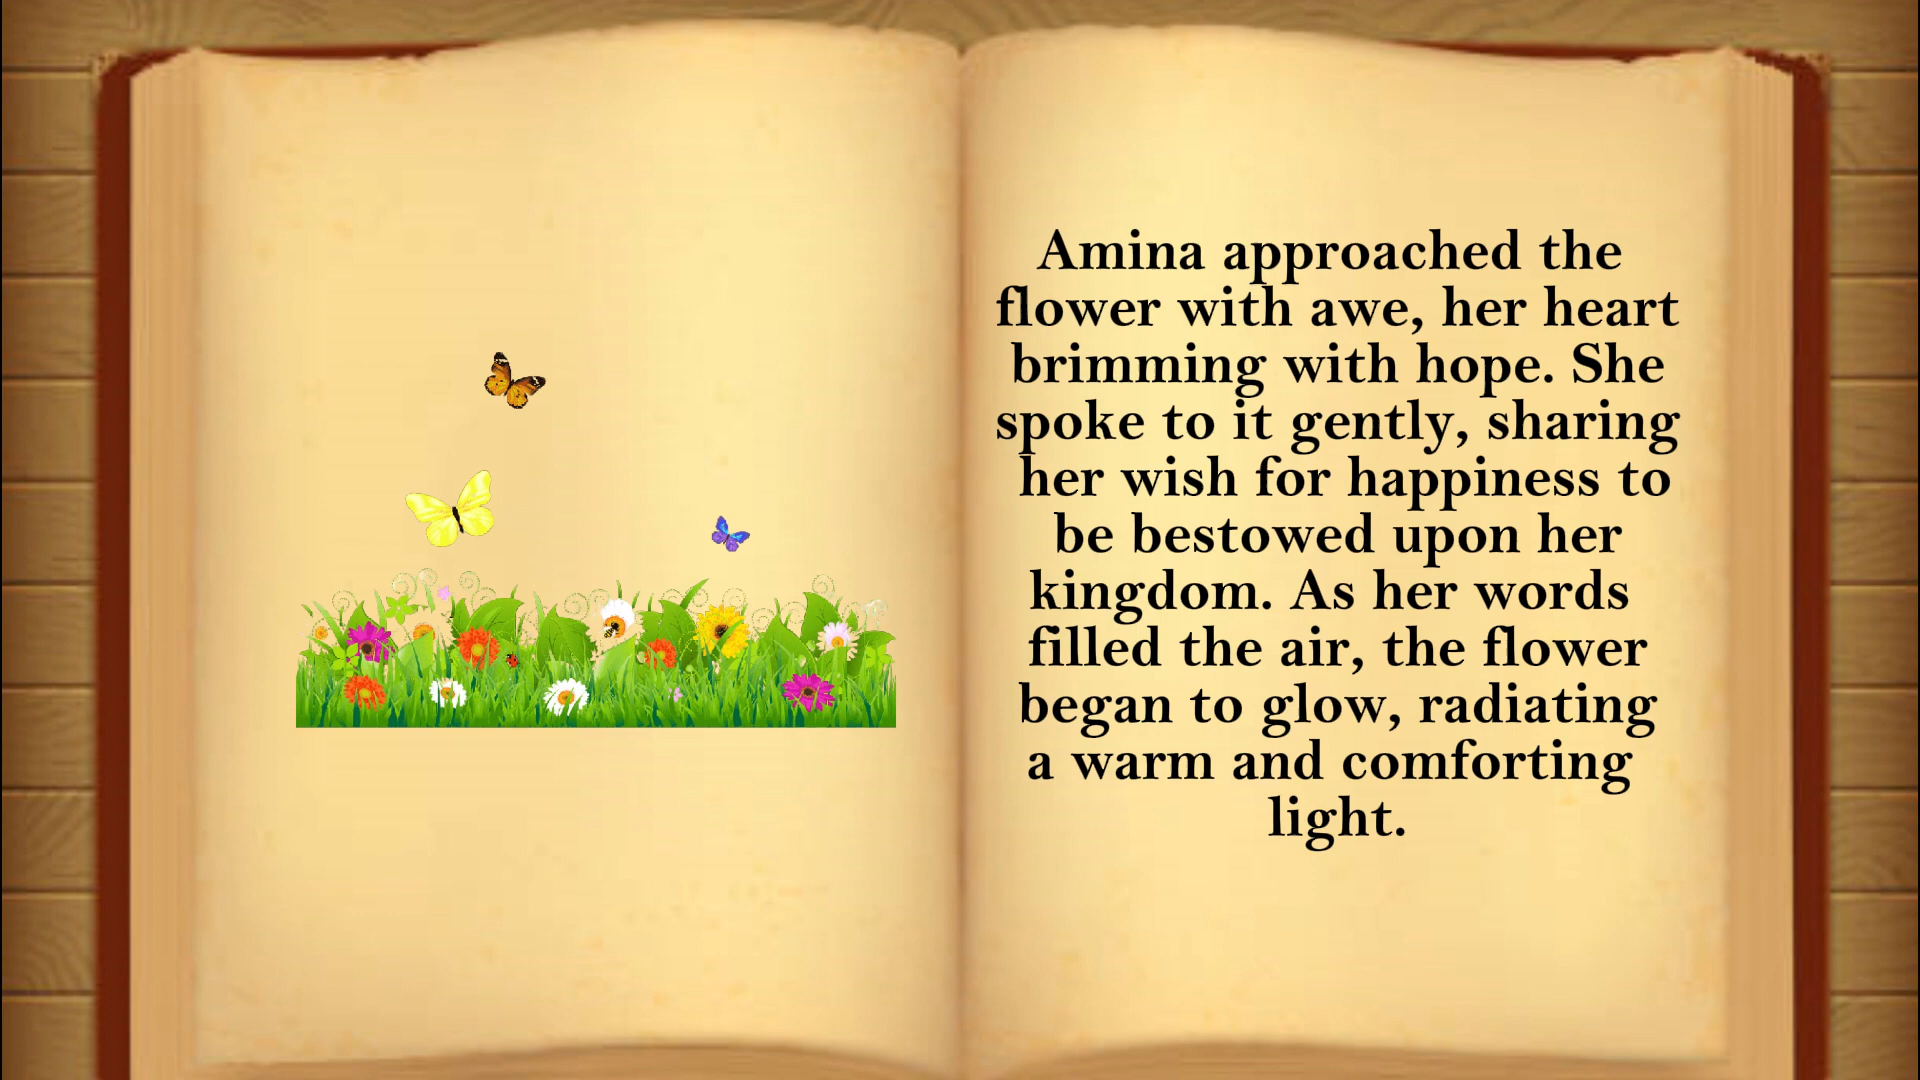 Amina approached the
flower with awe, her heart
brimming with hope. She
spoke to it gently, sharing
her wish for happiness to
be bestowed upon her
kingdom. As her words
filled the air, the flower
began to glow, radiating
a warm and comforting
light.